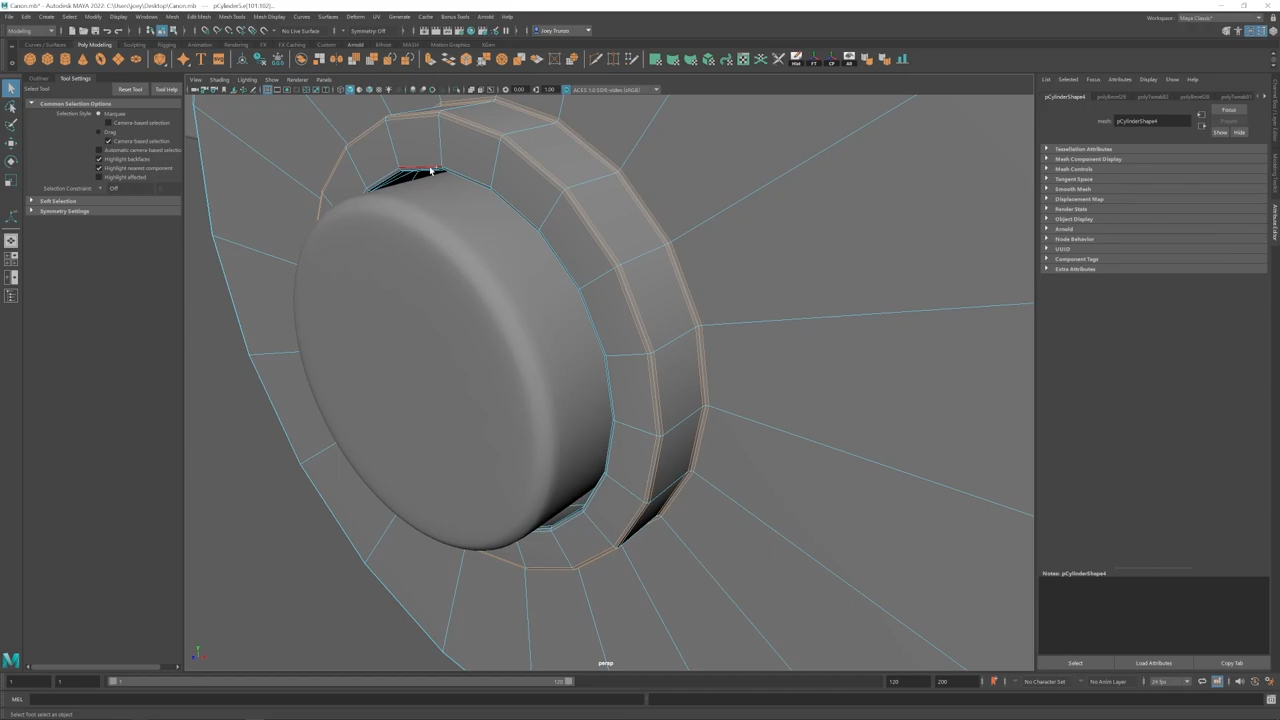 Canon.mb* - Autodesk MAYA 2022: C:\Users\joey\Desktop\Canon.mb --- pCylinder5.e[101:102]...
File Edit Create Select Modify Display Windows Mesh Edit Mesh Mesh Tools Mesh Display Curves Surfaces Deform UV Generate Cache Bonus Tools Arnold Help
Workspace: Maya Classic*
Modeling No Live Surface Symmetry: Off
Curves / Surfaces Poly Modeling Sculpting Rigging Animation Rendering FX FX Caching Custom Arnold Bifrost MASH Motion Graphics XGen
Hist FT CP
Outliner Tool Settings
Select Tool Reset Tool Tool Help
Common Selection Options
Selection Style: Marquee
Camera-based selection
Drag
Camera-based selection
Automatic camera-based selectio
Highlight backfaces
Highlight nearest component
Highlight affected
Selection Constraint: Off
Soft Selection
Symmetry Settings
View Shading Lighting Show Renderer Panels
0.00 1.00 ACES 1.0 SDR-video (sRGB)
persp
List Selected Focus Attributes Display Show Help
pCylinderShape4
Focus
Presets
mesh: pCylinderShape4
Show Hide
Tessellation Attributes
Mesh Component Display
Mesh Controls
Tangent Space
Smooth Mesh
Displacement Map
Render Stats
Object Display
Arnold
Node Behavior
UUID
Component Tags
Extra Attributes
Notes: pCylinderShape4
Select Load Attributes Copy Tab
1 1 1 120 120 200 No Character Set No Anim Layer 24 fps
MEL
Select Tool: select an object